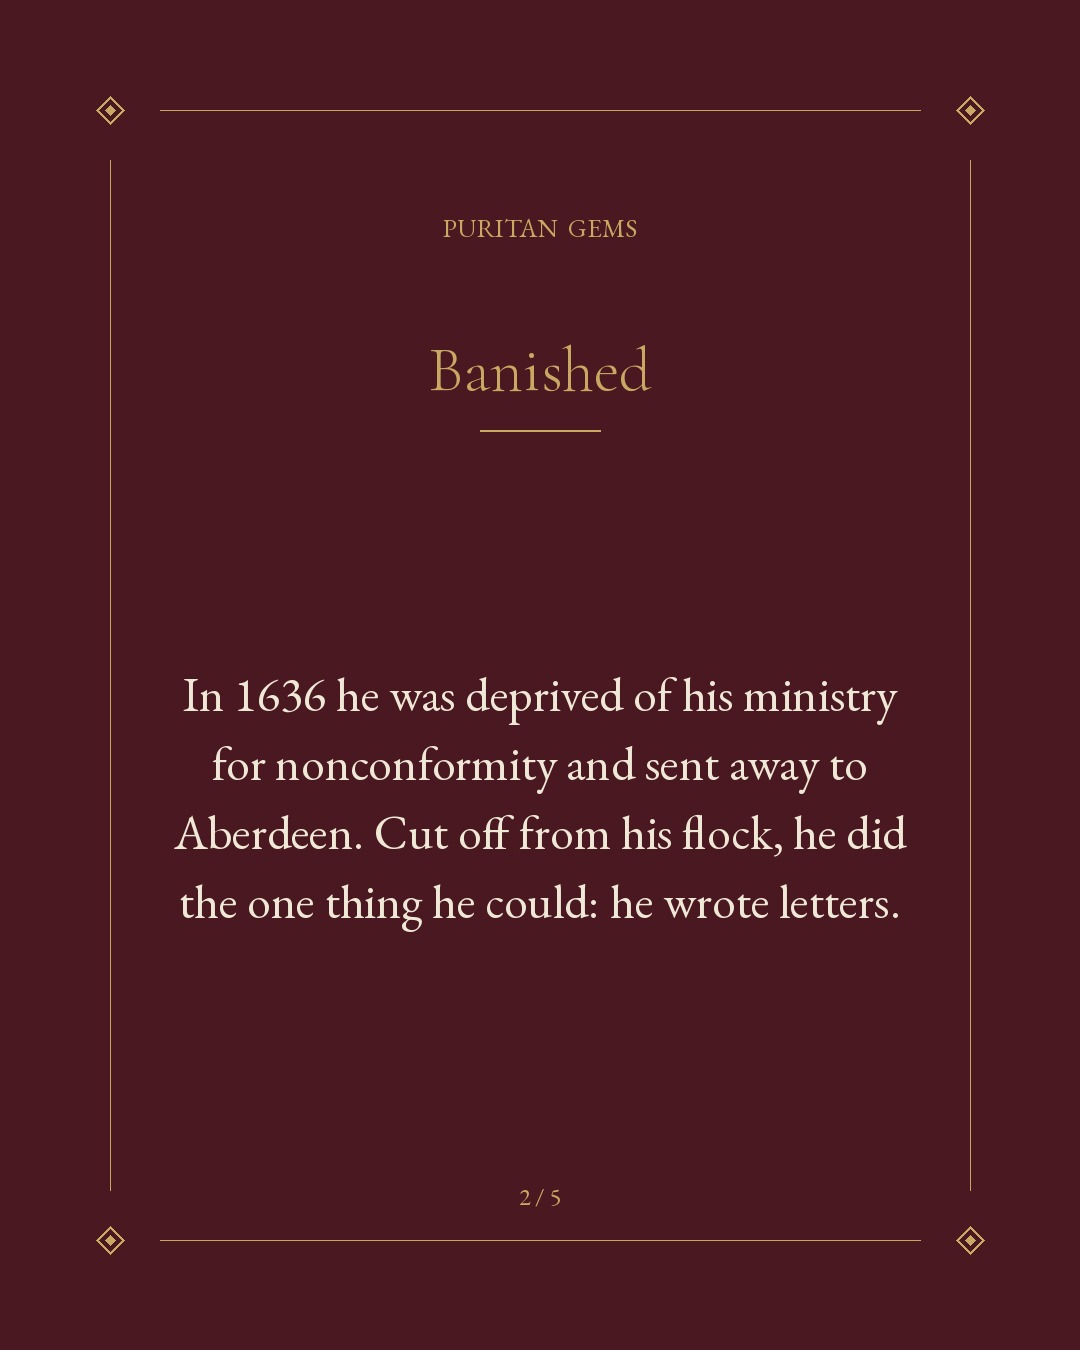 PURITAN GEMS
Banished
In 1636 he was deprived of his ministry
for nonconformity and sent away to
Aberdeen. Cut off from his flock, he did
the one thing he could: he wrote letters.
2 / 5